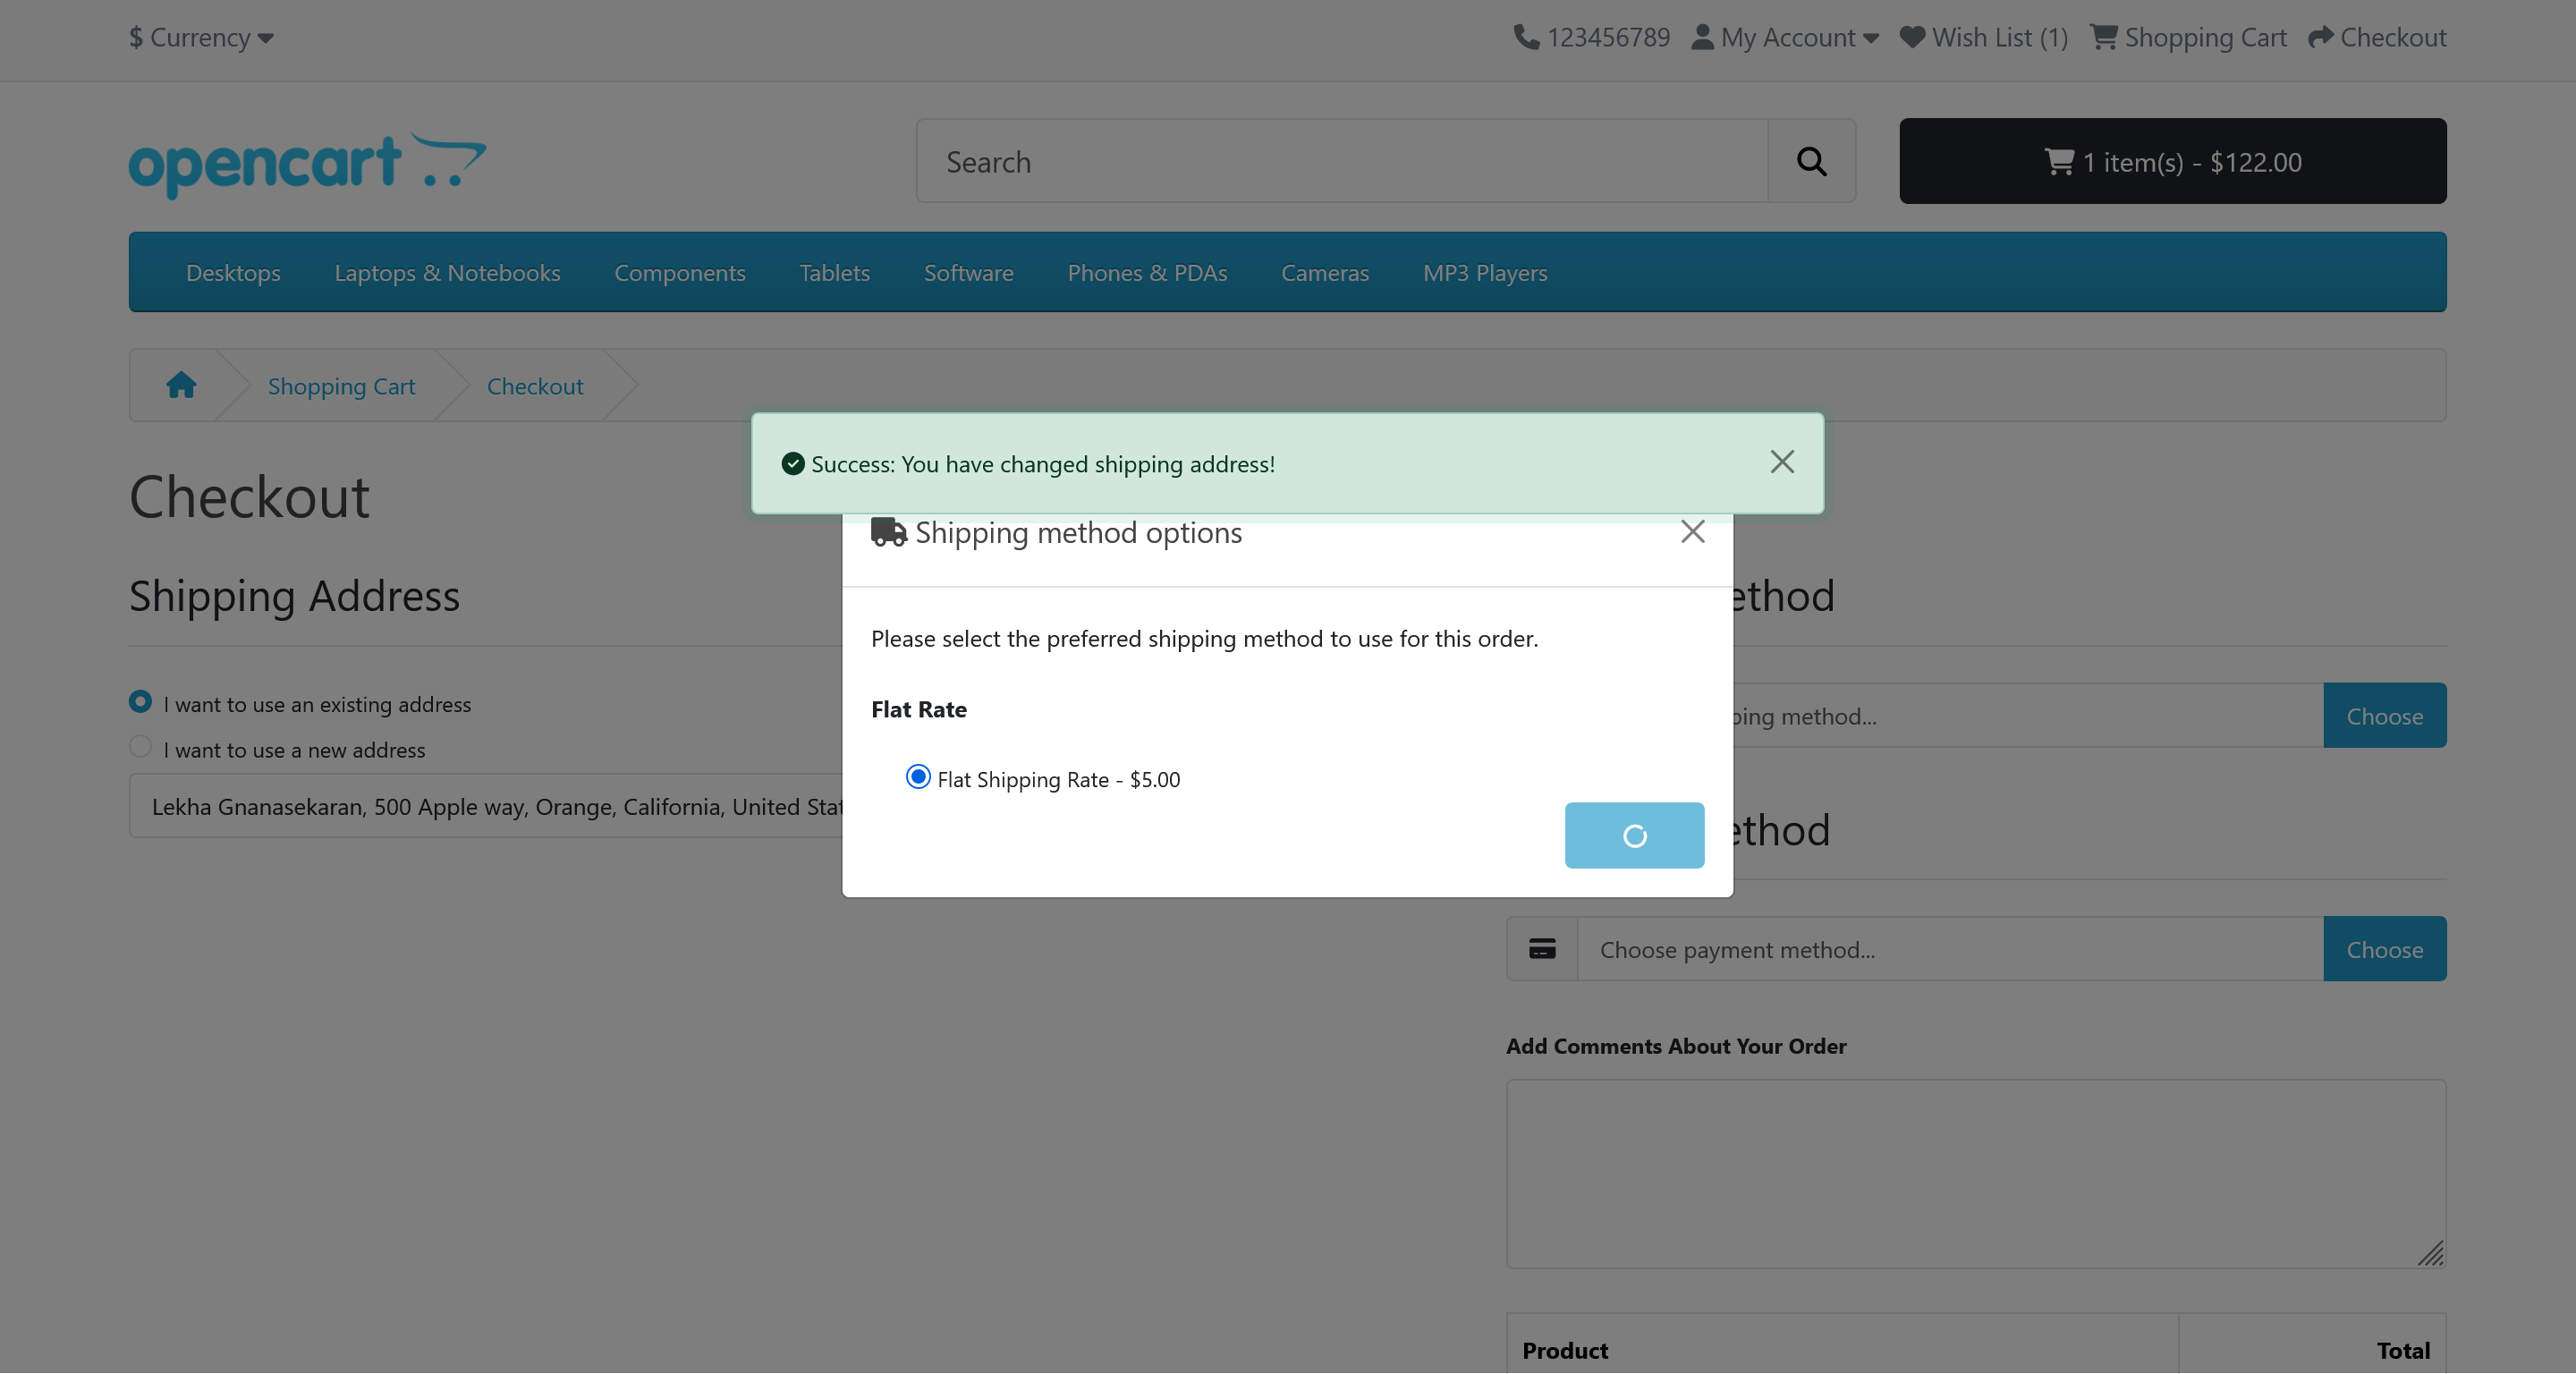 $ Currency
123456789 My Account Wish List (1) Shopping Cart Checkout
opencart
Search
1 item(s) - $122.00
Desktops Laptops & Notebooks Components Tablets Software Phones & PDAs Cameras MP3 Players
Shopping Cart Checkout
Success: You have changed shipping address!
Checkout
Shipping method options
Shipping Address
ethod
Please select the preferred shipping method to use for this order.
I want to use an existing address
I want to use a new address
Lekha Gnanasekaran, 500 Apple way, Orange, California, United Stat
Flat Rate
Flat Shipping Rate - $5.00
ping method...
Choose
ethod
Choose payment method...
Choose
Add Comments About Your Order
Product Total